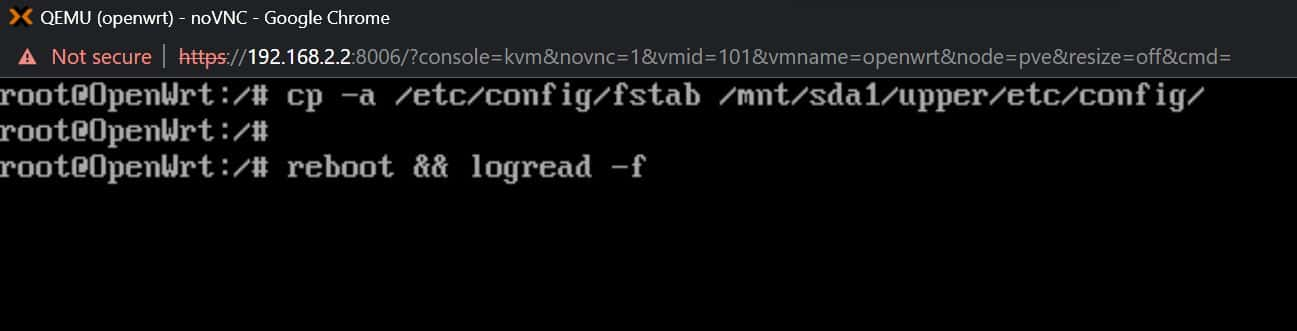 QEMU (openwrt) - noVNC - Google Chrome
Not secure | https://192.168.2.2:8006/?console=kvm&novnc=1&vmid=101&vmname=openwrt&node=pve&resize=off&cmd=
root@OpenWrt:/# cp -a /etc/config/fstab /mnt/sda1/upper/etc/config/
root@OpenWrt:/#
root@OpenWrt:/# reboot && logread -f